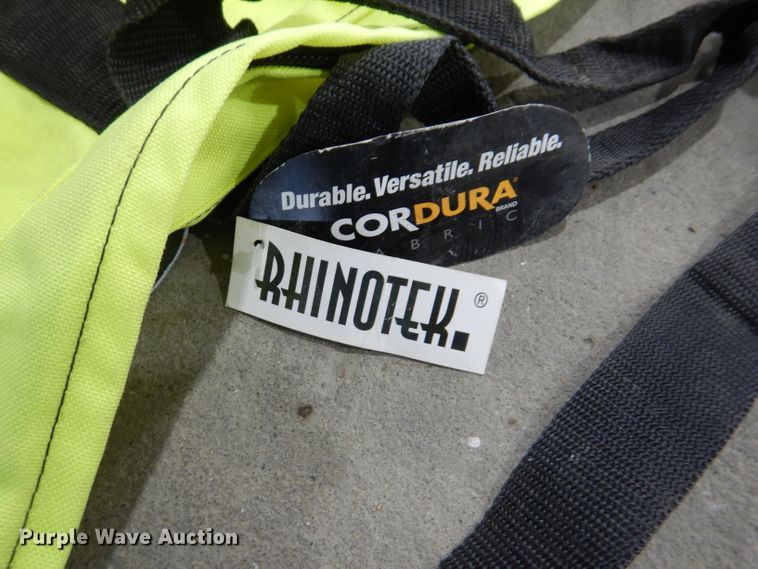 Durable. Versatile. Reliable.
CORDURA®
BRAND
FABRIC
RHINOTEK.®
Purple Wave Auction